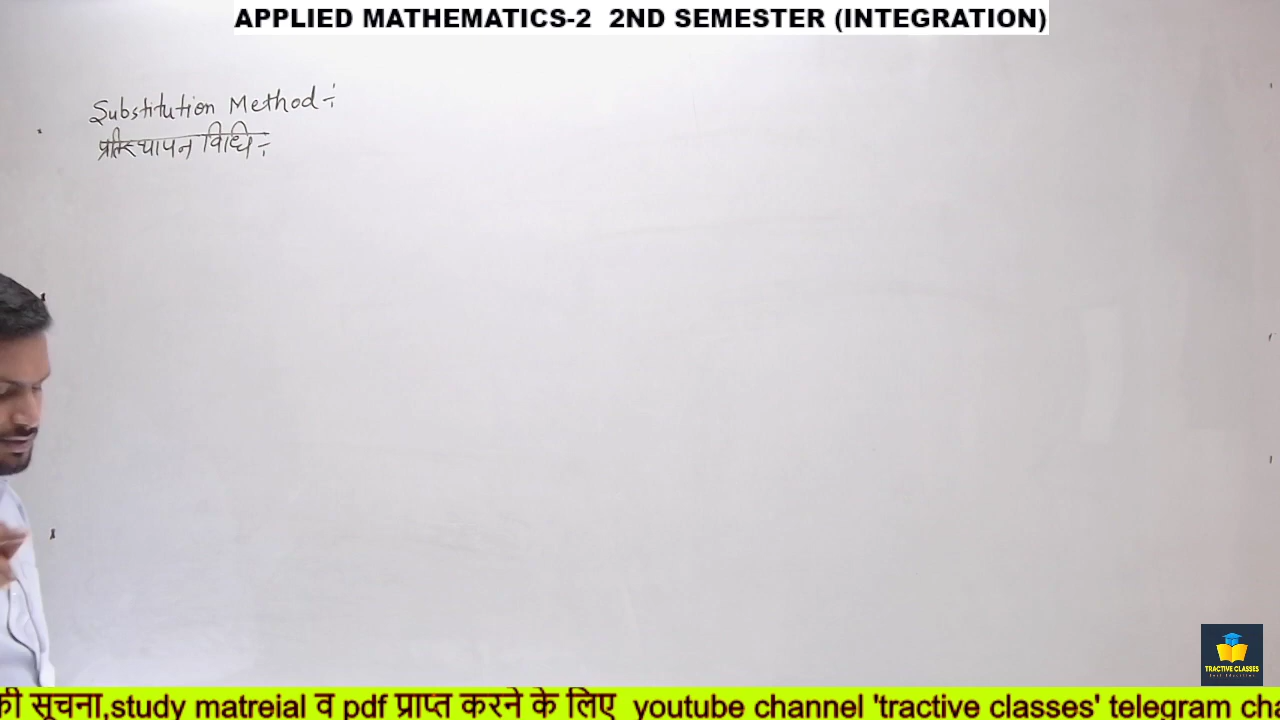 APPLIED MATHEMATICS-2 2ND SEMESTER (INTEGRATION)
Substitution Method :-
प्रतिस्थापन विधि :-
TRACTIVE CLASSES
की सूचना,study matreial व pdf प्राप्त करने के लिए youtube channel 'tractive classes' telegram cha